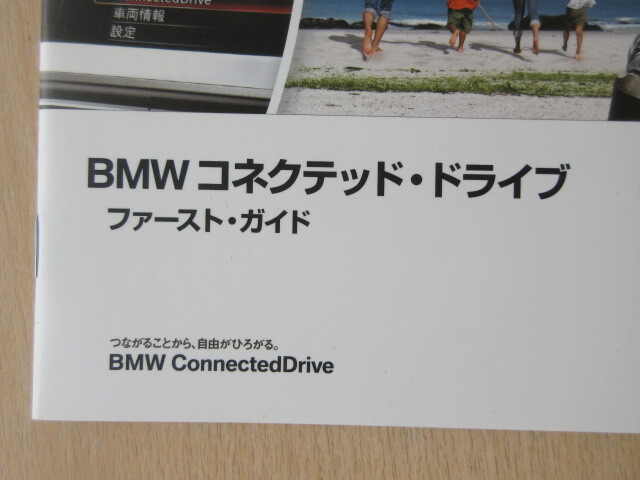 ConnectedDrive
車両情報
設定
BMW コネクテッド・ドライブ
ファースト・ガイド
つながることから、自由がひろがる。
BMW ConnectedDrive